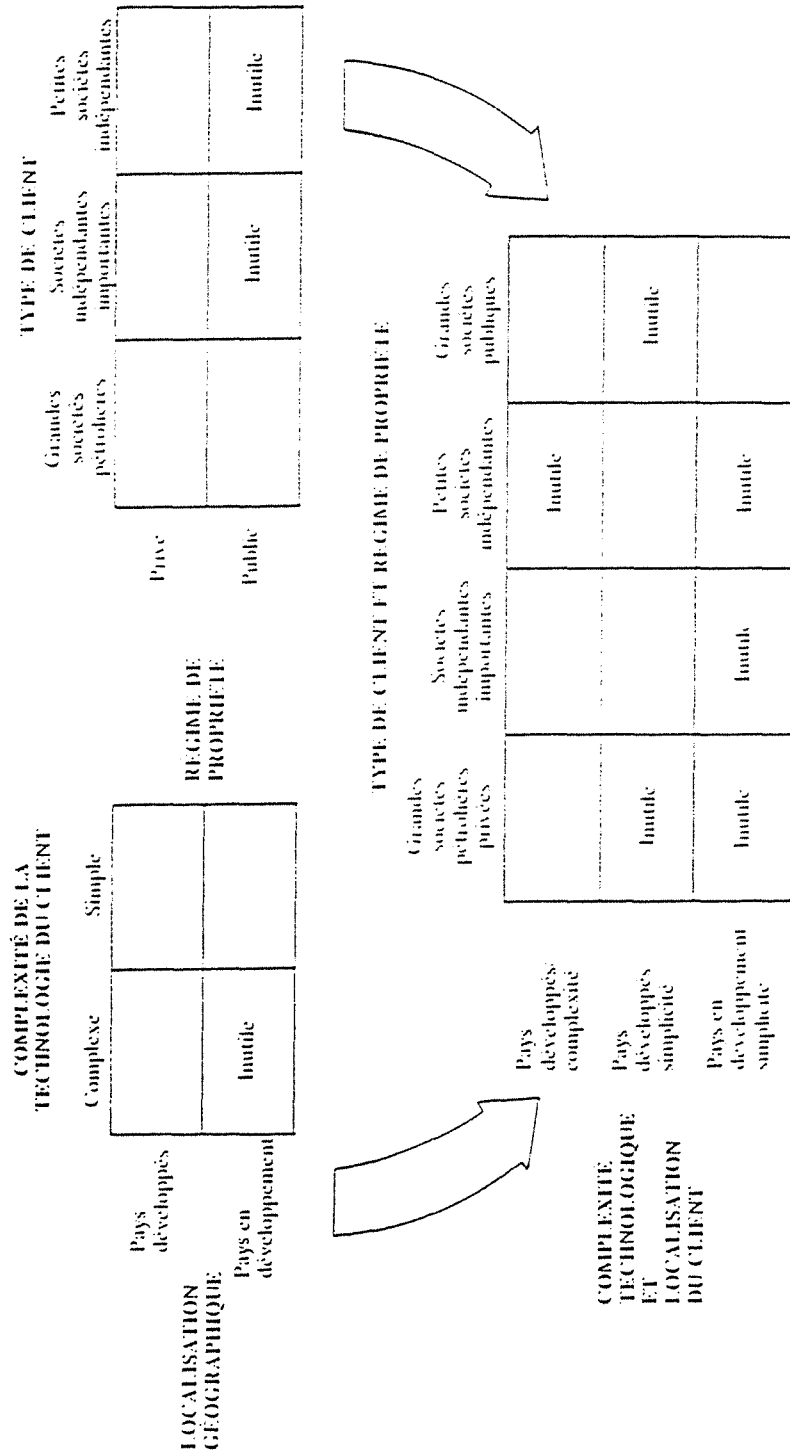 COMPLEXITÉ DE LA
TECHNOLOGIE DU CLIENT
Complexe
Simple
LOCALISATION
GÉOGRAPHIQUE
Pays
développés
Pays en
développement
Inutile
TYPE DE CLIENT
Grandes
sociétés
pétrolières
Sociétés
indépendantes
importantes
Petites
sociétés
indépendantes
RÉGIME DE
PROPRIÉTÉ
Privé
Public
Inutile
Inutile
TYPE DE CLIENT ET RÉGIME DE PROPRIÉTÉ
Grandes
sociétés
pétrolières
privées
Sociétés
indépendantes
importantes
Petites
sociétés
indépendantes
Grandes
sociétés
publiques
COMPLEXITÉ
TECHNOLOGIQUE
ET
LOCALISATION
DU CLIENT
Pays
développés/
complexité
Inutile
Pays
développés
simplicité
Inutile
Inutile
Pays en
développement
simplicité
Inutile
Inutile
Inutile